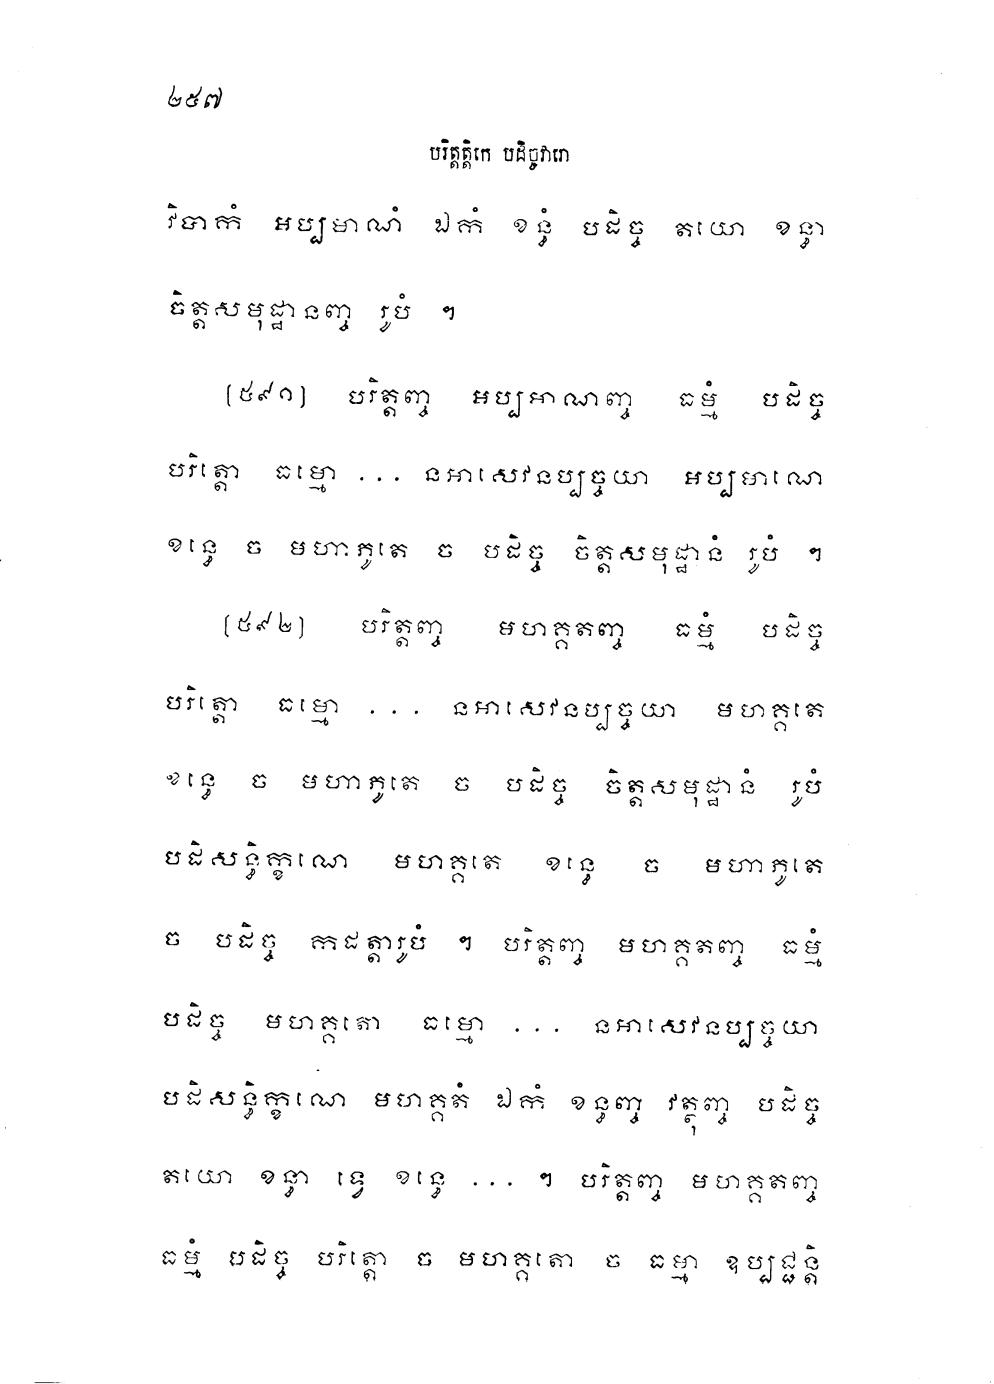 ២៥៧
បរិត្តត្តិកេ បដិច្ចវារោ
វិបាកំ អប្បមាណំ ឯកំ ខន្ធំ បដិច្ច តយោ ខន្ធា
ចិត្តសមុដ្ឋានញ្ច រូបំ ។
[៥៩១] បរិត្តញ្ច អប្បមាណញ្ច ធម្មំ បដិច្ច
បរិត្តោ ធម្មោ ... នអាសេវនប្បច្ចយា អប្បមាណេ
ខន្ធេ ច មហាភូតេ ច បដិច្ច ចិត្តសមុដ្ឋានំ រូបំ ។
[៥៩២] បរិត្តញ្ច មហគ្គតញ្ច ធម្មំ បដិច្ច
បរិត្តោ ធម្មោ ... នអាសេវនប្បច្ចយា មហគ្គតេ
ខន្ធេ ច មហាភូតេ ច បដិច្ច ចិត្តសមុដ្ឋានំ រូបំ
បដិសន្ធិក្ខណេ មហគ្គតេ ខន្ធេ ច មហាភូតេ
ច បដិច្ច កដត្តារូបំ ។ បរិត្តញ្ច មហគ្គតញ្ច ធម្មំ
បដិច្ច មហគ្គតោ ធម្មោ ... នអាសេវនប្បច្ចយា
បដិសន្ធិក្ខណេ មហគ្គតំ ឯកំ ខន្ធញ្ច វត្ថុញ្ច បដិច្ច
តយោ ខន្ធា ទ្វេ ខន្ធេ ... ។ បរិត្តញ្ច មហគ្គតញ្ច
ធម្មំ បដិច្ច បរិត្តោ ច មហគ្គតោ ច ធម្មា ឧប្បជ្ជន្តិ